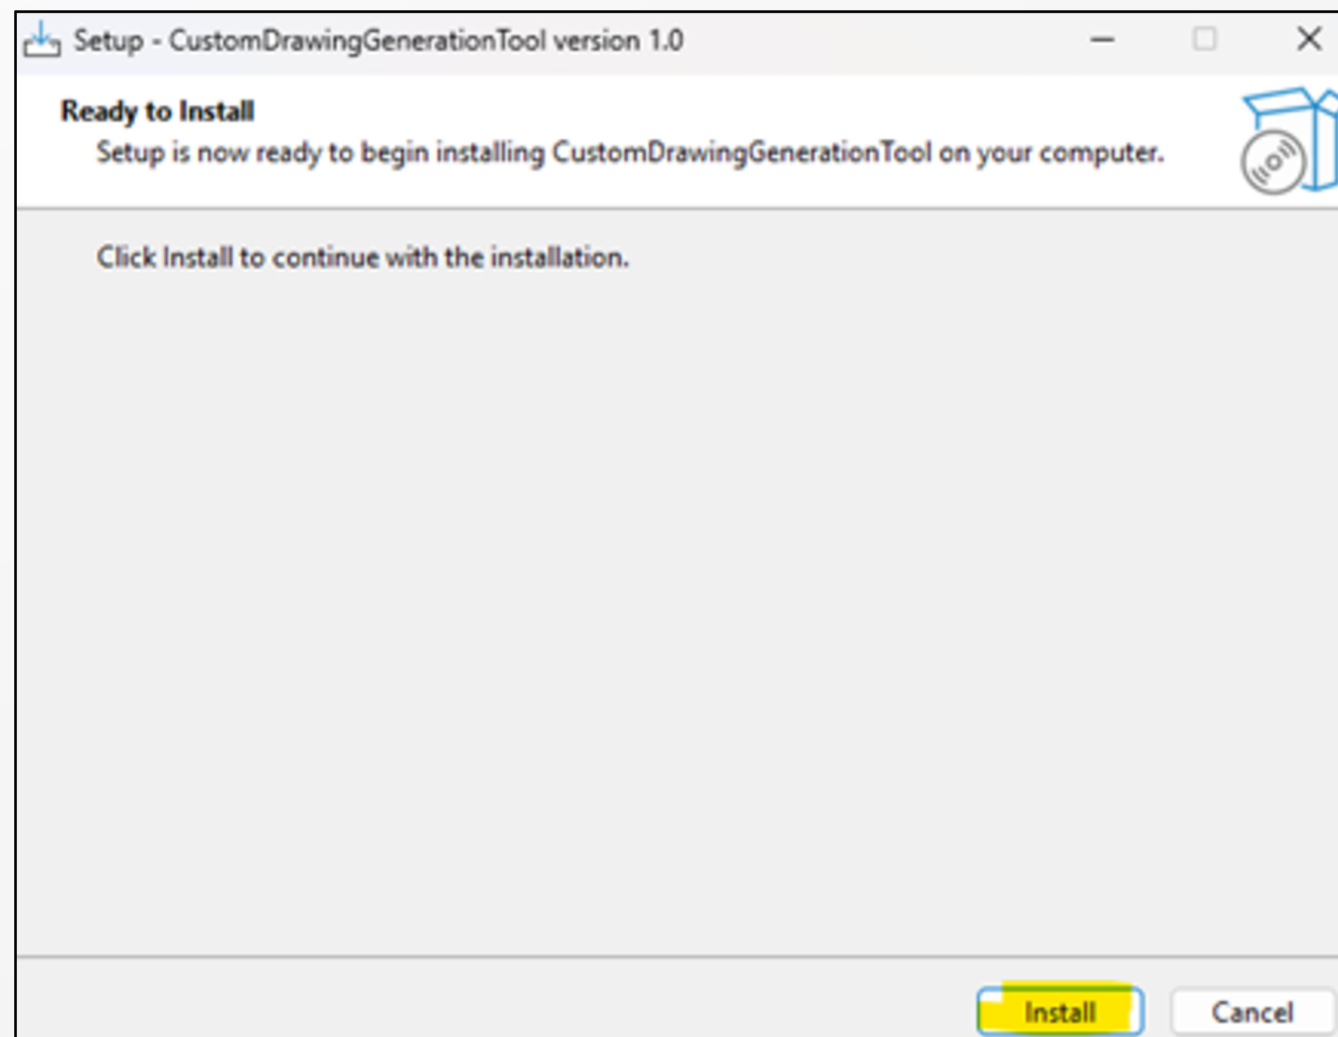 Setup - CustomDrawingGenerationTool version 1.0
Ready to Install
Setup is now ready to begin installing CustomDrawingGenerationTool on your computer.
Click Install to continue with the installation.
Install
Cancel